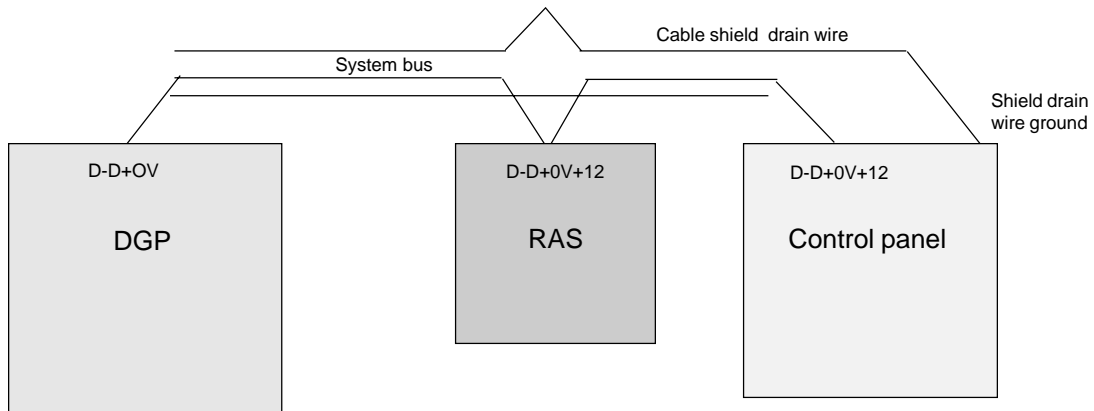 Cable shield drain wire
System bus
Shield drain
wire ground
D-D+OV
D-D+0V+12
D-D+0V+12
DGP
RAS
Control panel